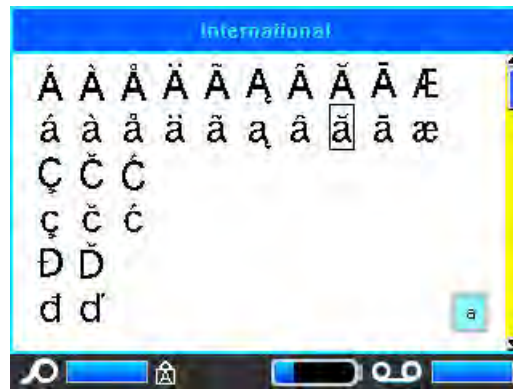 International
Á À Å Ä Ã Ą Â Ă Ā Æ
á à å ä ã ą â ă ā æ
Ç Č Ć
ç č ć
Đ Ď
đ ď
a
A